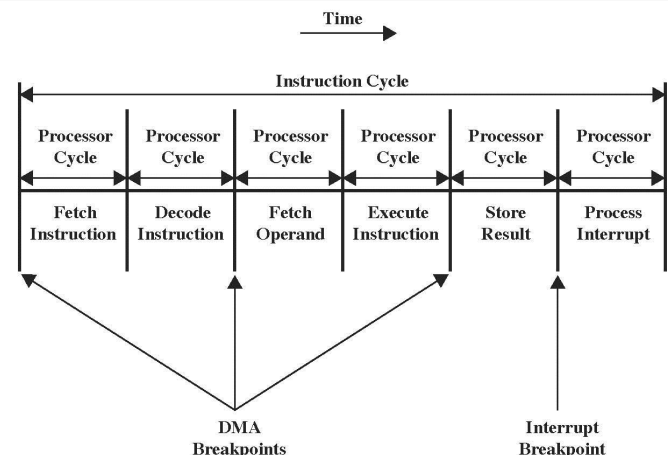 Time
Instruction Cycle
Processor Cycle
Processor Cycle
Processor Cycle
Processor Cycle
Processor Cycle
Processor Cycle
Fetch Instruction
Decode Instruction
Fetch Operand
Execute Instruction
Store Result
Process Interrupt
DMA Breakpoints
Interrupt Breakpoint